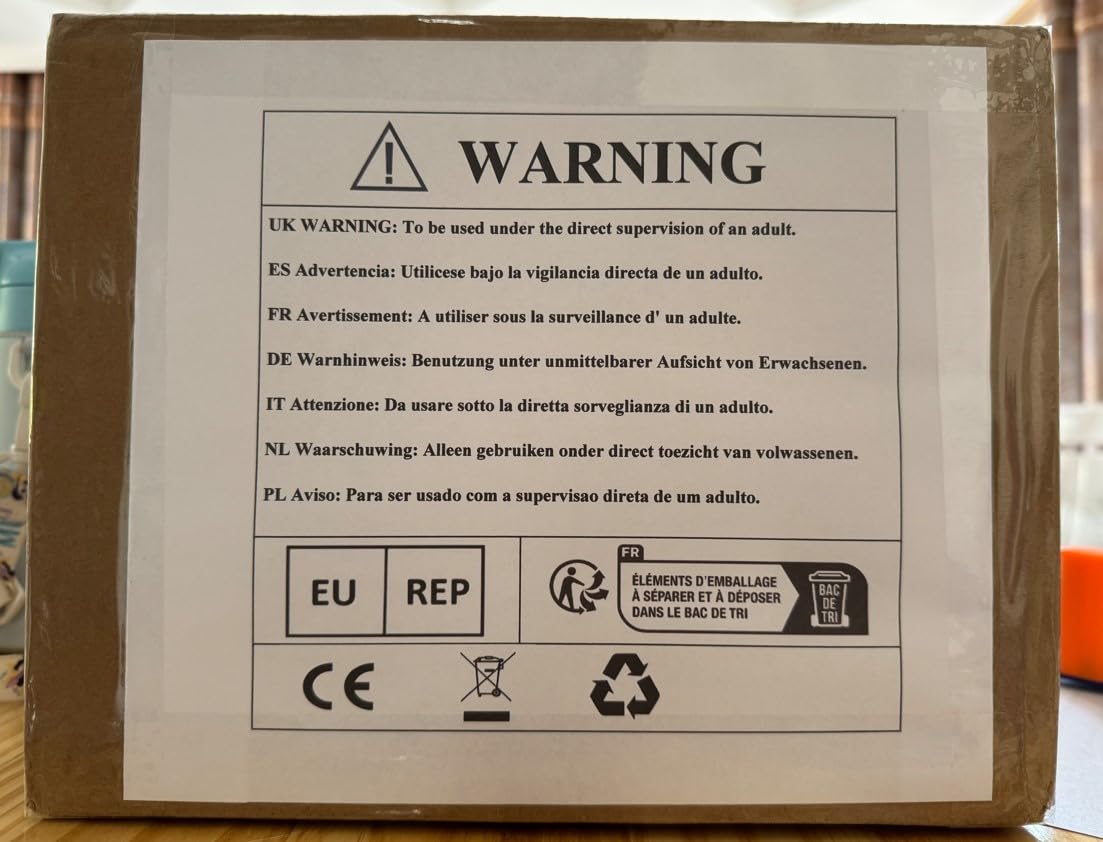 WARNING
UK WARNING: To be used under the direct supervision of an adult.
ES Advertencia: Utilicese bajo la vigilancia directa de un adulto.
FR Avertissement: A utiliser sous la surveillance d' un adulte.
DE Warnhinweis: Benutzung unter unmittelbarer Aufsicht von Erwachsenen.
IT Attenzione: Da usare sotto la diretta sorveglianza di un adulto.
NL Waarschuwing: Alleen gebruiken onder direct toezicht van volwassenen.
PL Aviso: Para ser usado com a supervisao direta de um adulto.
EU REP
FR
ÉLÉMENTS D'EMBALLAGE
À SÉPARER ET À DÉPOSER
DANS LE BAC DE TRI
BAC
DE
TRI
CE